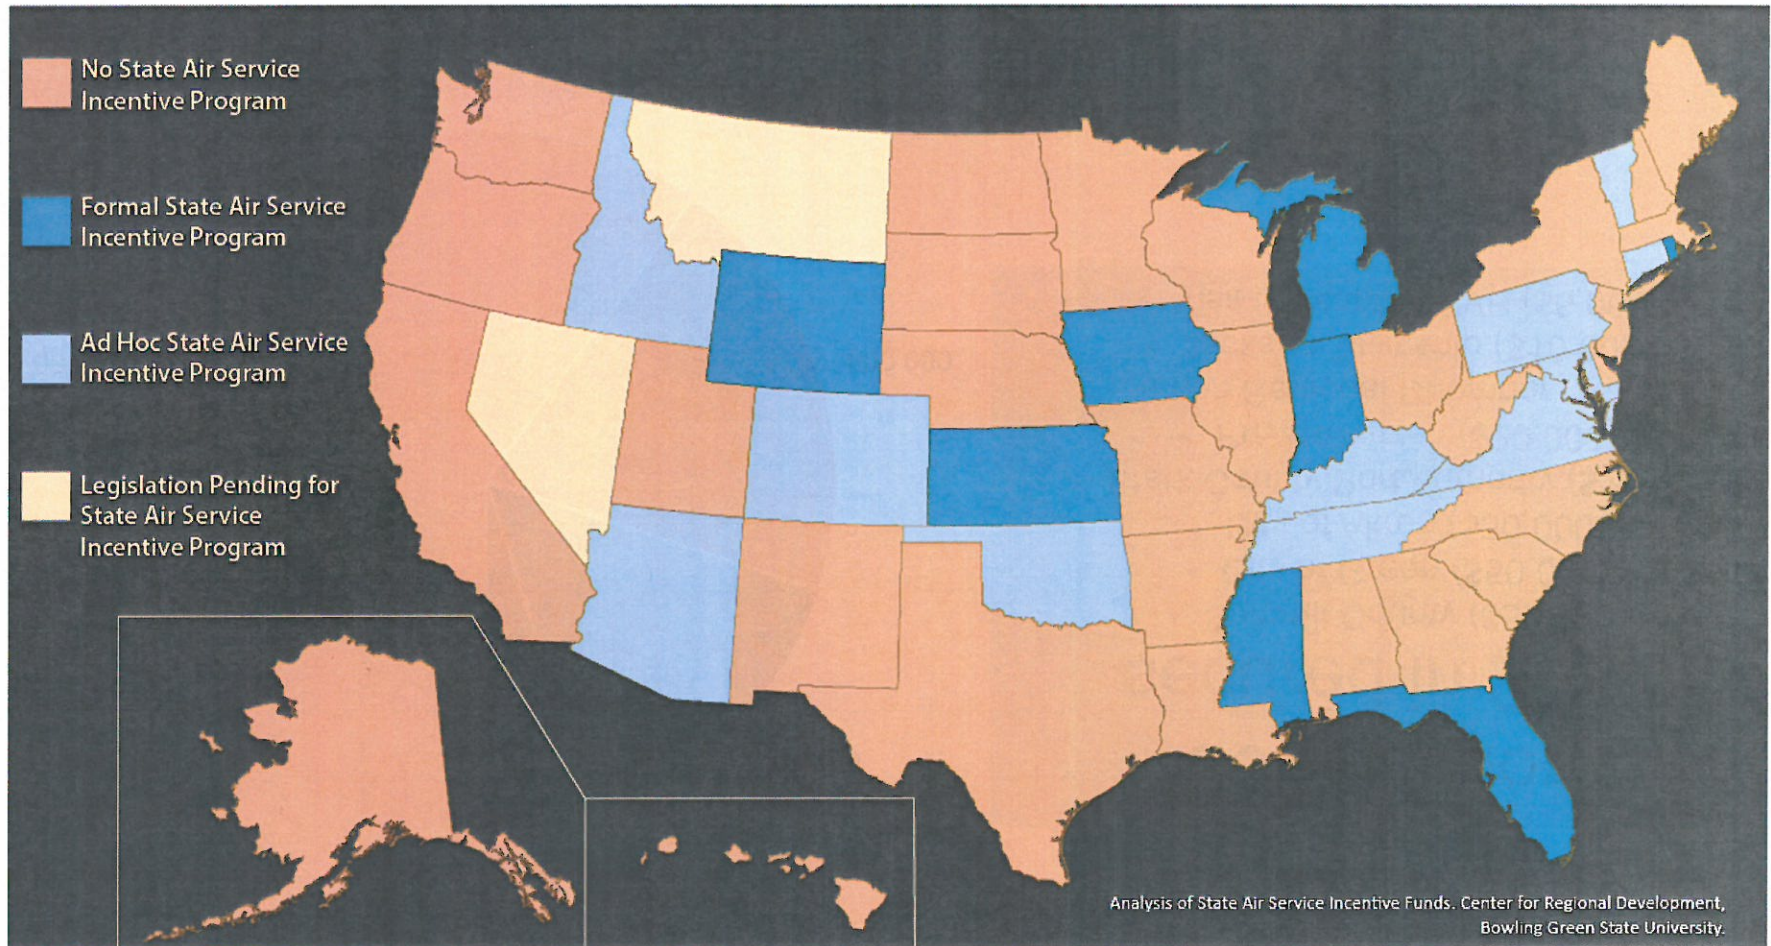 No State Air Service
Incentive Program
Formal State Air Service
Incentive Program
Ad Hoc State Air Service
Incentive Program
Legislation Pending for
State Air Service
Incentive Program
Analysis of State Air Service Incentive Funds. Center for Regional Development,
Bowling Green State University.